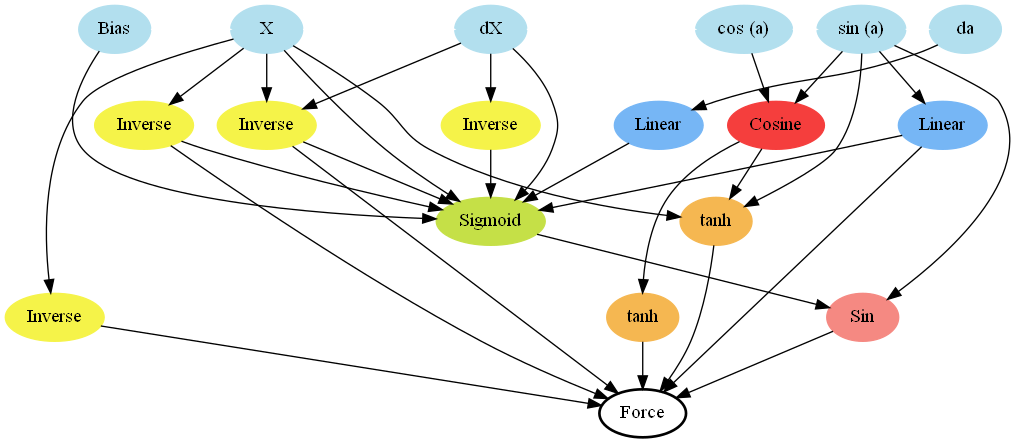 Bias
X
dX
cos (a)
sin (a)
da
Inverse
Inverse
Inverse
Linear
Cosine
Linear
Sigmoid
tanh
Inverse
tanh
Sin
Force